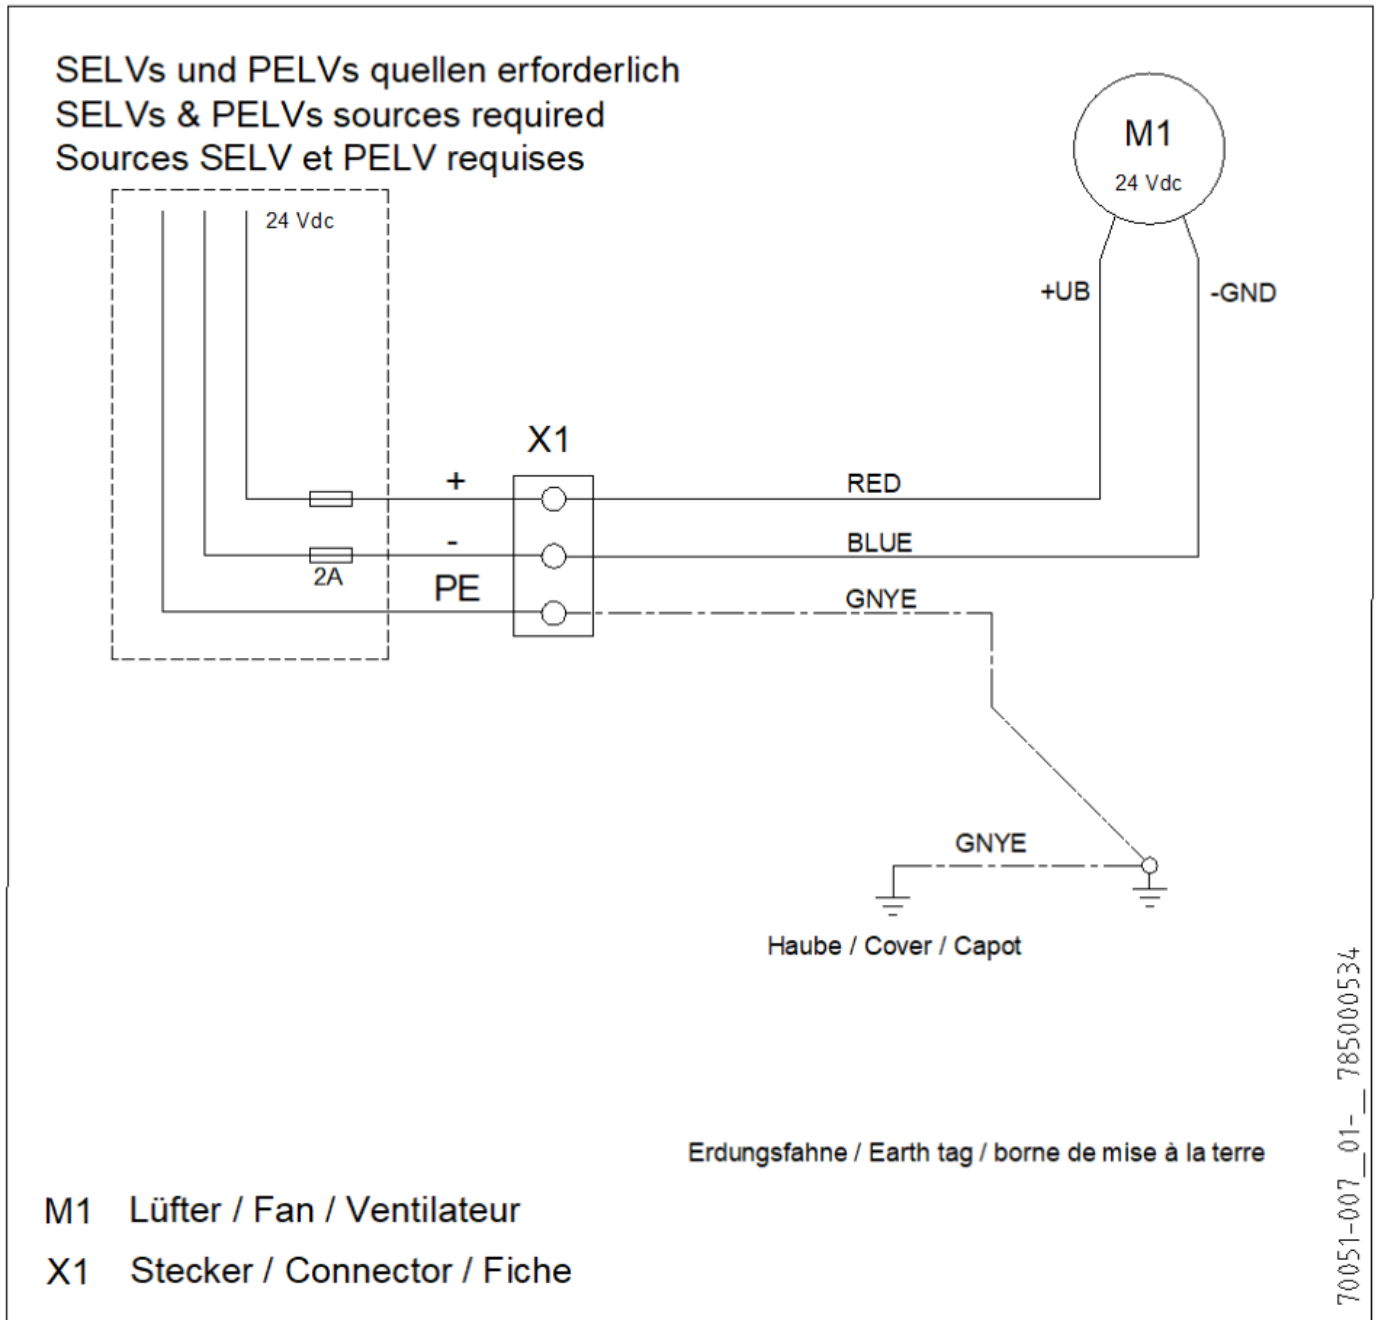 SELVs und PELVs quellen erforderlich
SELVs & PELVs sources required
Sources SELV et PELV requises
24 Vdc
M1
24 Vdc
+UB
-GND
X1
+
RED
-
BLUE
2A
PE
GNYE
GNYE
Haube / Cover / Capot
Erdungsfahne / Earth tag / borne de mise à la terre
M1 Lüfter / Fan / Ventilateur
X1 Stecker / Connector / Fiche
70051-007_01-_ 785000534